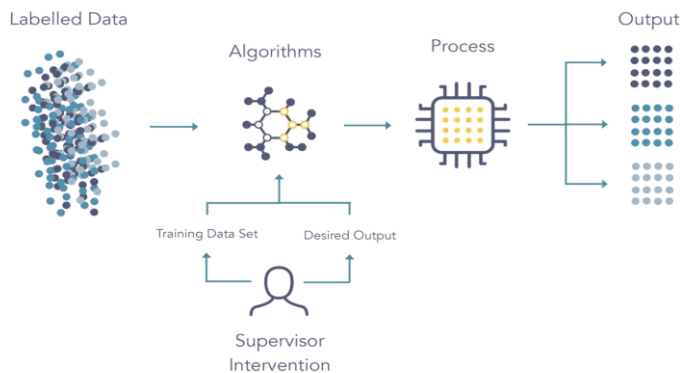 Labelled Data
Algorithms
Process
Output
Training Data Set
Desired Output
Supervisor
Intervention